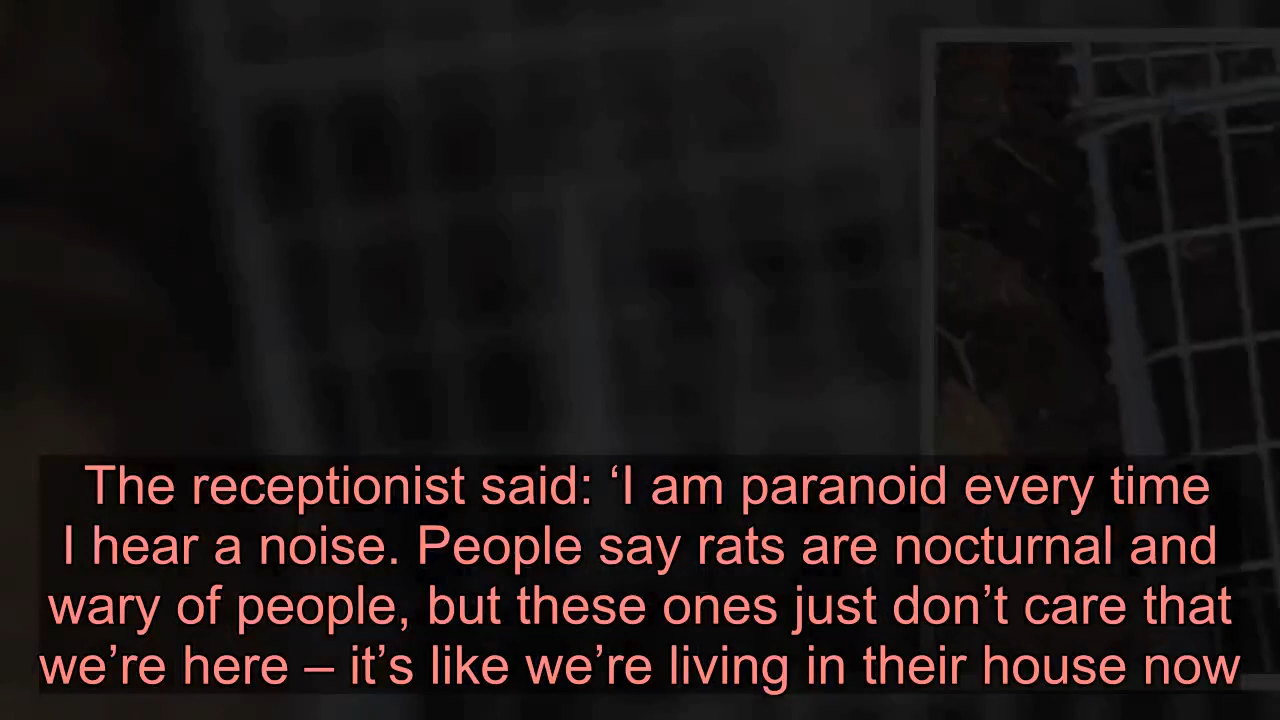 The receptionist said: ‘I am paranoid every time
I hear a noise. People say rats are nocturnal and
wary of people, but these ones just don’t care that
we’re here – it’s like we’re living in their house now